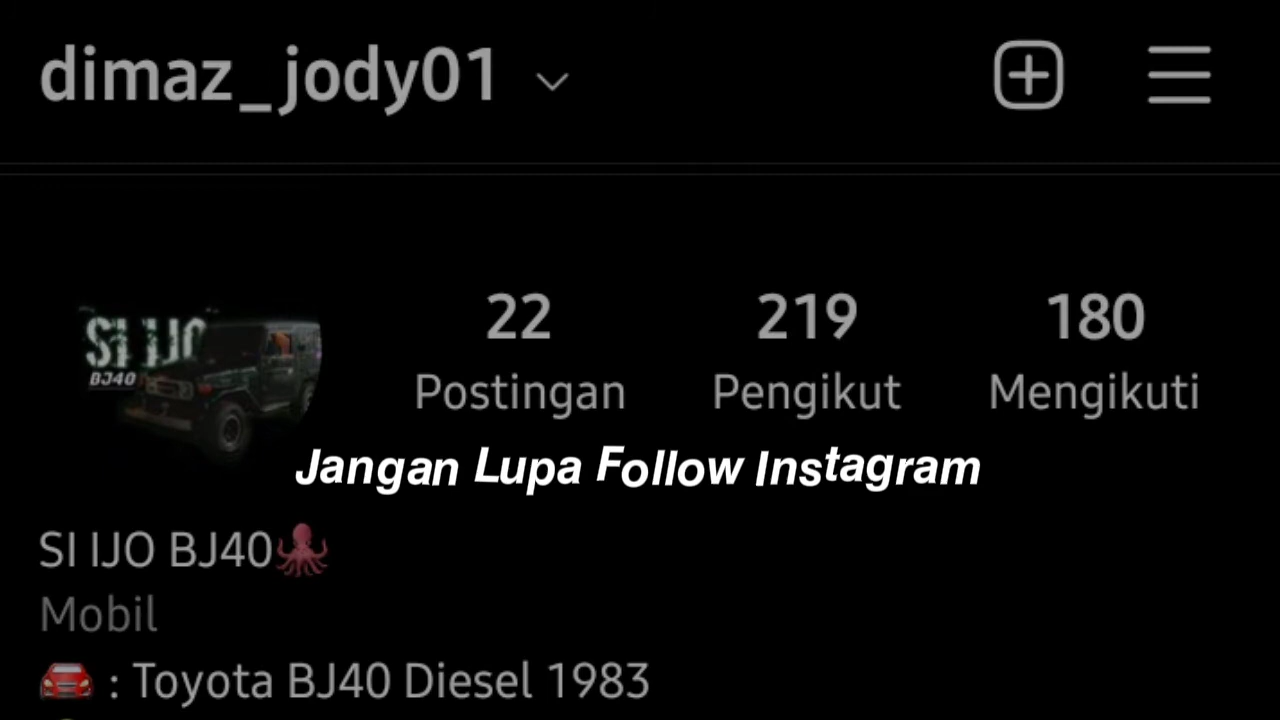 dimaz_jody01
SI IJO
BJ40
22 219 180
Postingan Pengikut Mengikuti
Jangan Lupa Follow Instagram
SI IJO BJ40🐙
Mobil
🚘 : Toyota BJ40 Diesel 1983